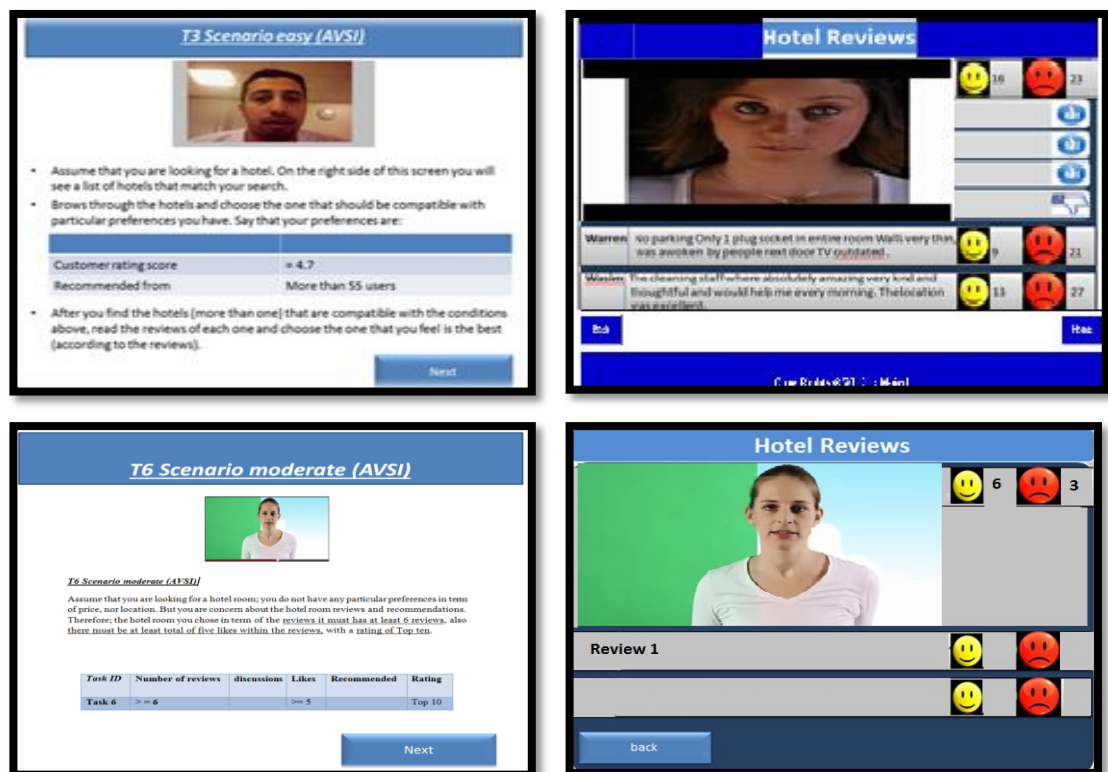 T3 Scenario easy (AVSI)
• Assume that you are looking for a hotel. On the right side of this screen you will
see a list of hotels that match your search.
• Brows through the hotels and choose the one that should be compatible with
particular preferences you have. Say that your preferences are:
Customer rating score = 4.7
Recommended from More than 55 users
• After you find the hotels (more than one) that are compatible with the conditions
above, read the reviews of each one and choose the one that you feel is the best
(according to the reviews).
Next
Hotel Reviews
16 23
Warren No parking Only 1 plug socket in entire room Walls very thin,
was awoken by people next door TV outdated.
9 21
The cleaning staff where absolutely amazing very kind and
thoughtful and would help me every morning. Thelocation
was excellent.
13 27
T6 Scenario moderate (AVSI)
T6 Scenario moderate (AVSI)
Assume that you are looking for a hotel room; you do not have any particular preferences in tem
of price, nor location. But you are concern about the hotel room reviews and recommendations.
Therefore; the hotel room you chose in term of the reviews it must has at least 6 reviews, also
there must be at least total of five likes within the reviews, with a rating of Top ten.
Task ID Number of reviews discussions Likes Recommended Rating
Task 6 > = 6 >= 5 Top 10
Next
Hotel Reviews
6 3
Review 1
back